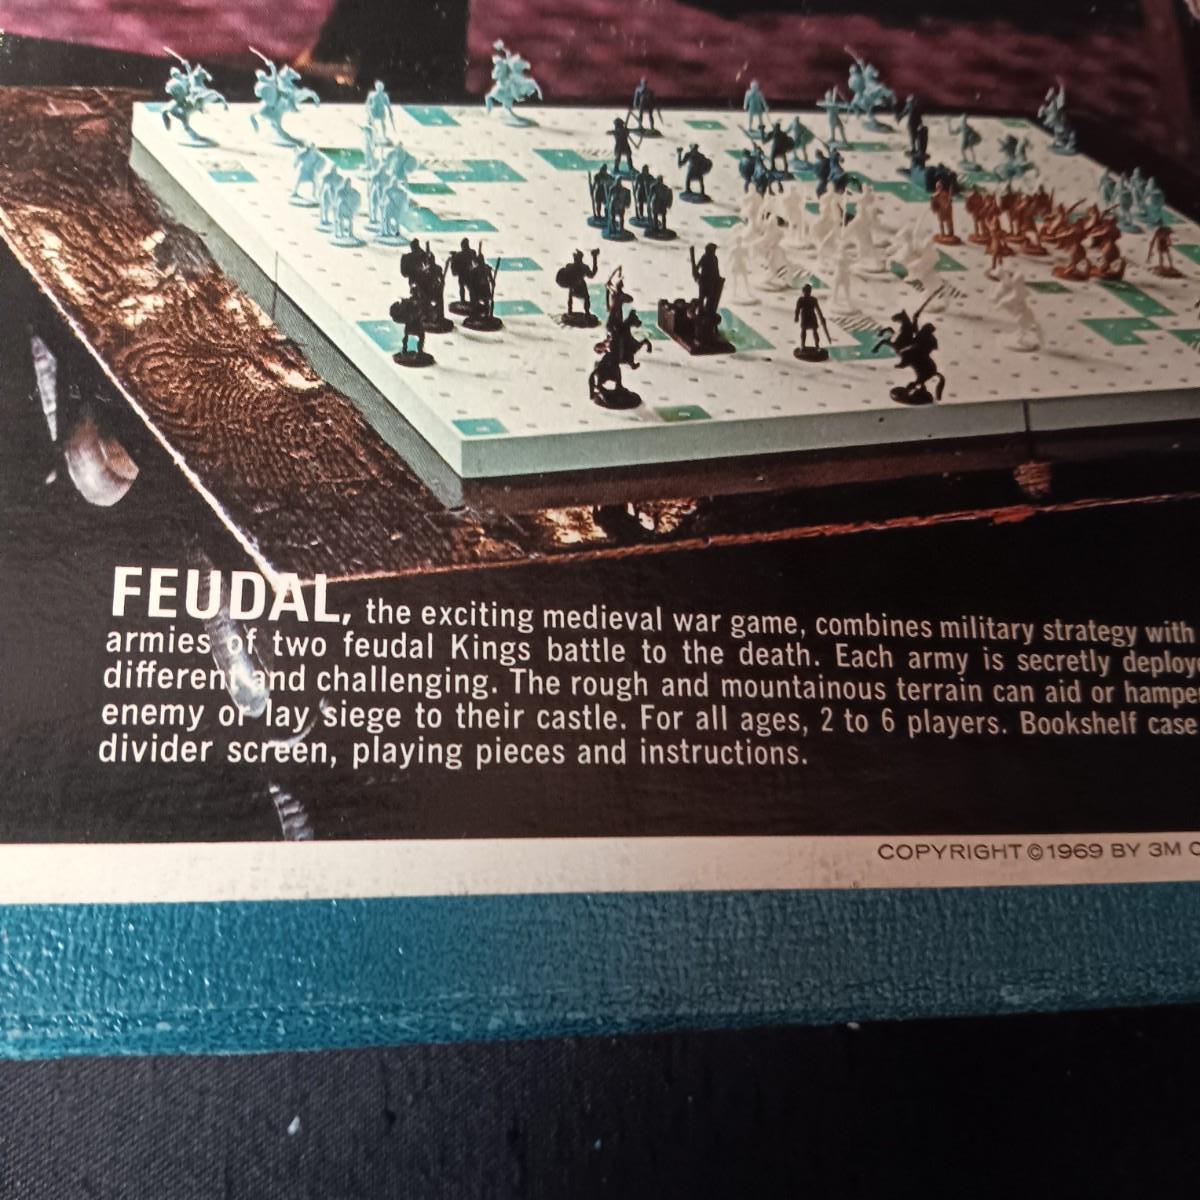 FEUDAL, the exciting medieval war game, combines military strategy with
armies of two feudal Kings battle to the death. Each army is secretly deploy
different and challenging. The rough and mountainous terrain can aid or hampe
enemy or lay siege to their castle. For all ages, 2 to 6 players. Bookshelf case
divider screen, playing pieces and instructions.
COPYRIGHT © 1969 BY 3M C